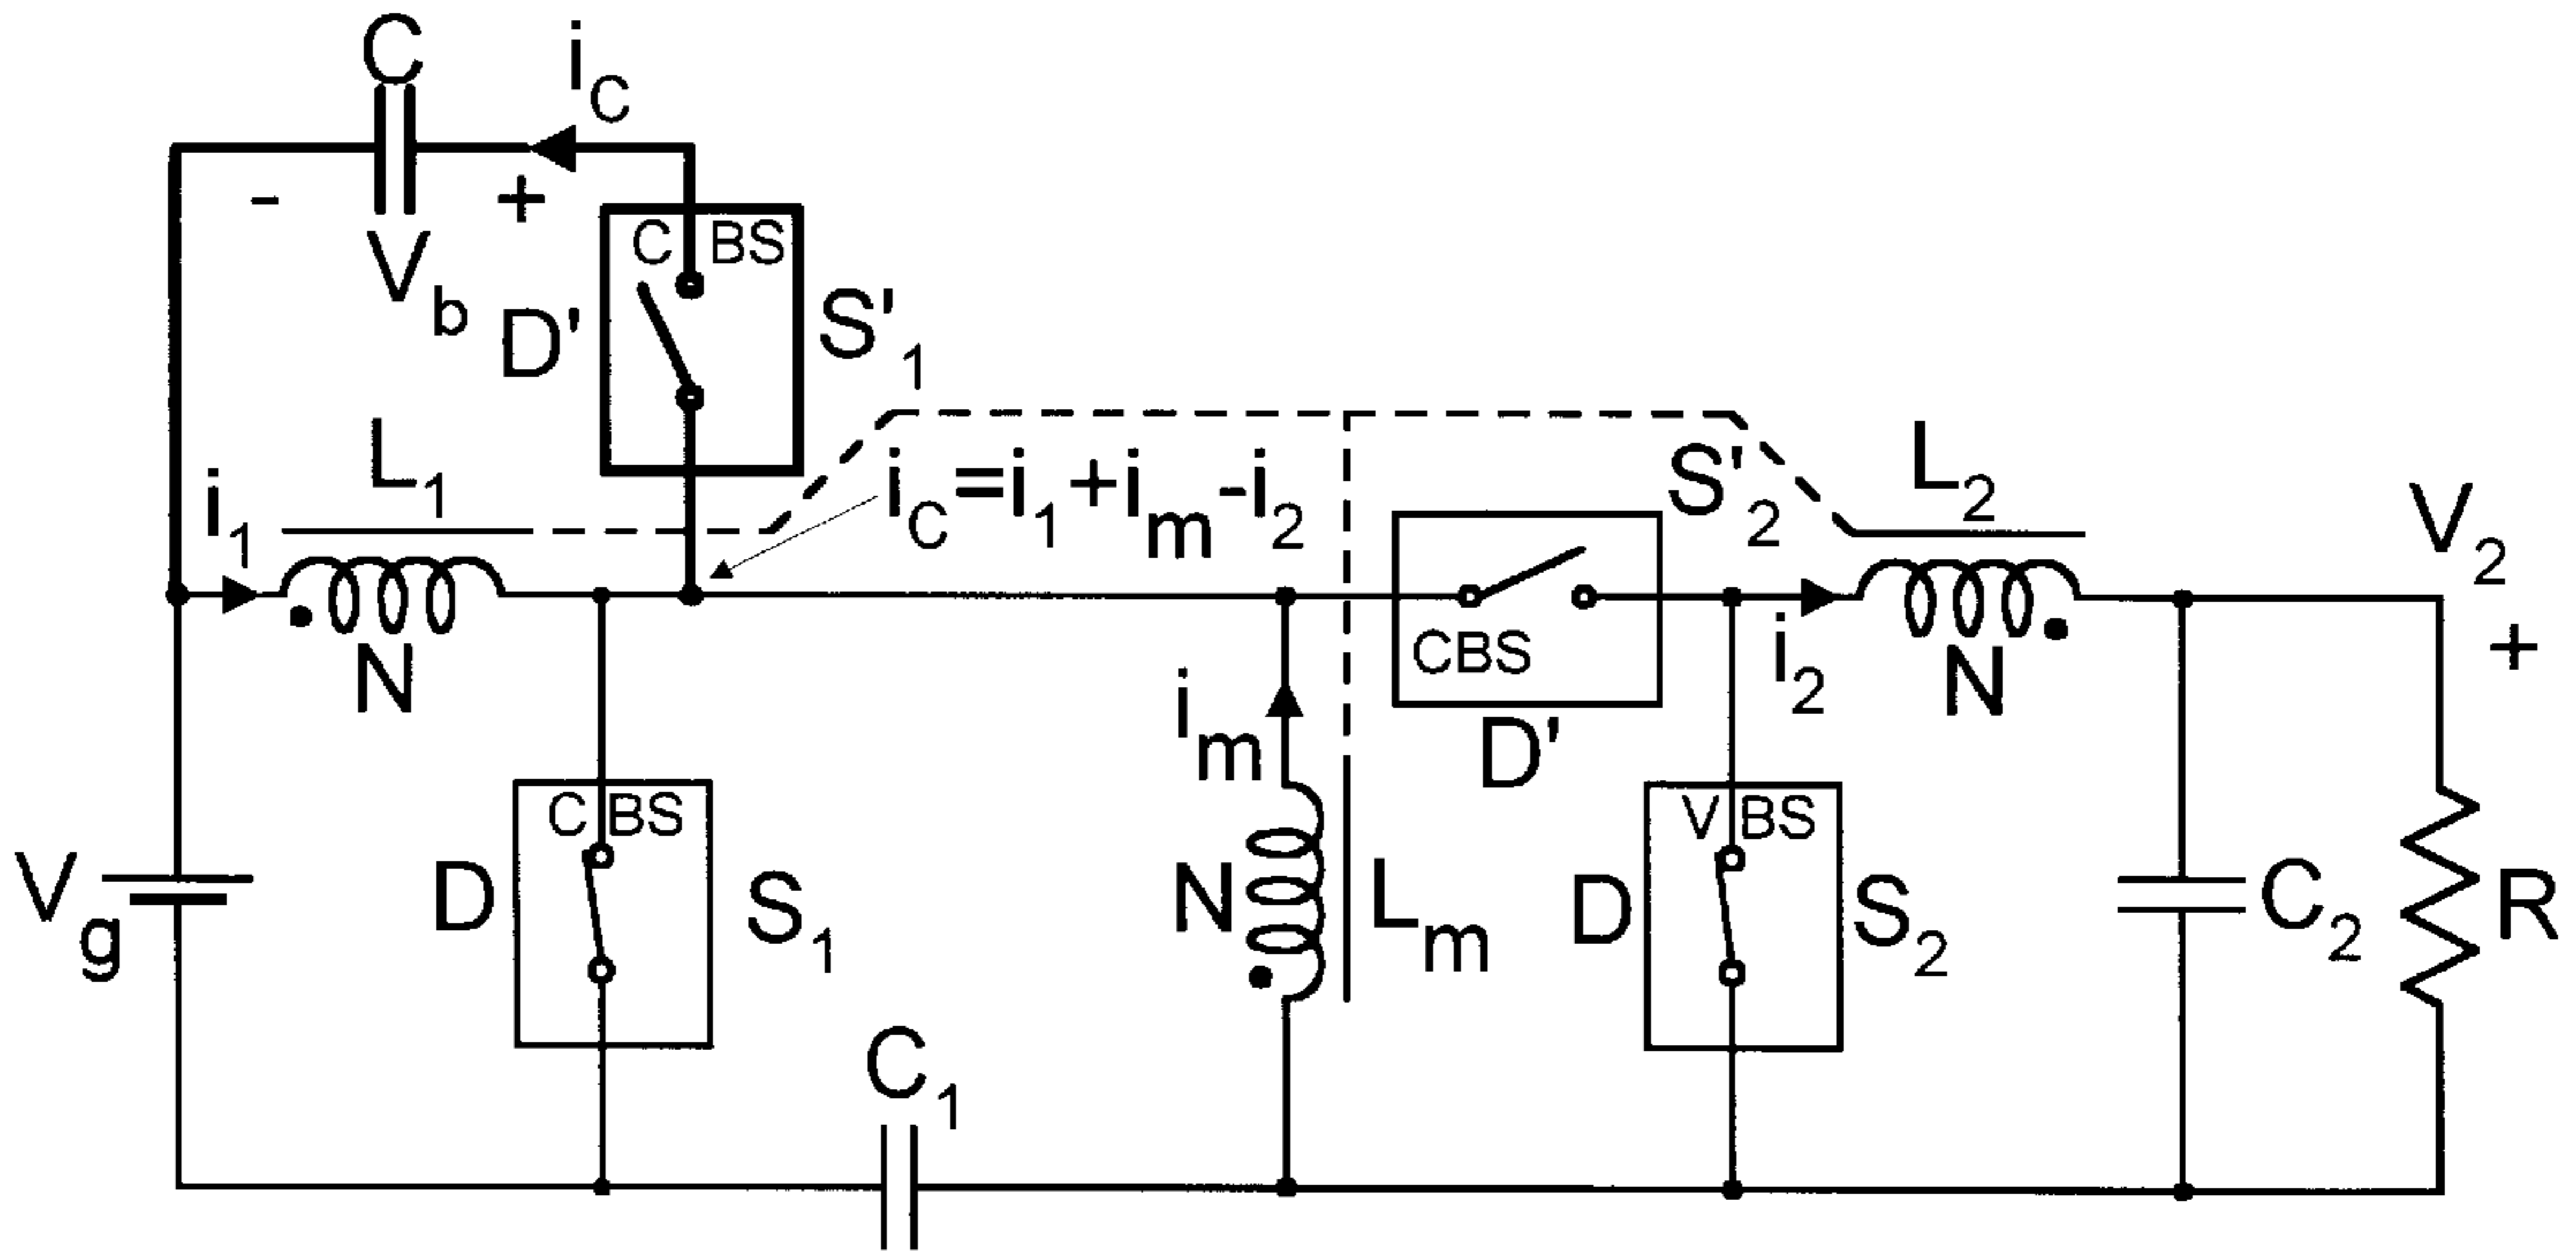 C
i_C
-
+
V_b
C BS
D'
S'_1
L_1
i_1
i_C=i_1+i_m-i_2
S'_2
L_2
V_2
+
N
CBS
D'
i_2
N
i_m
C BS
D
S_1
V_g
N
L_m
V BS
D
S_2
C_2
R
C_1